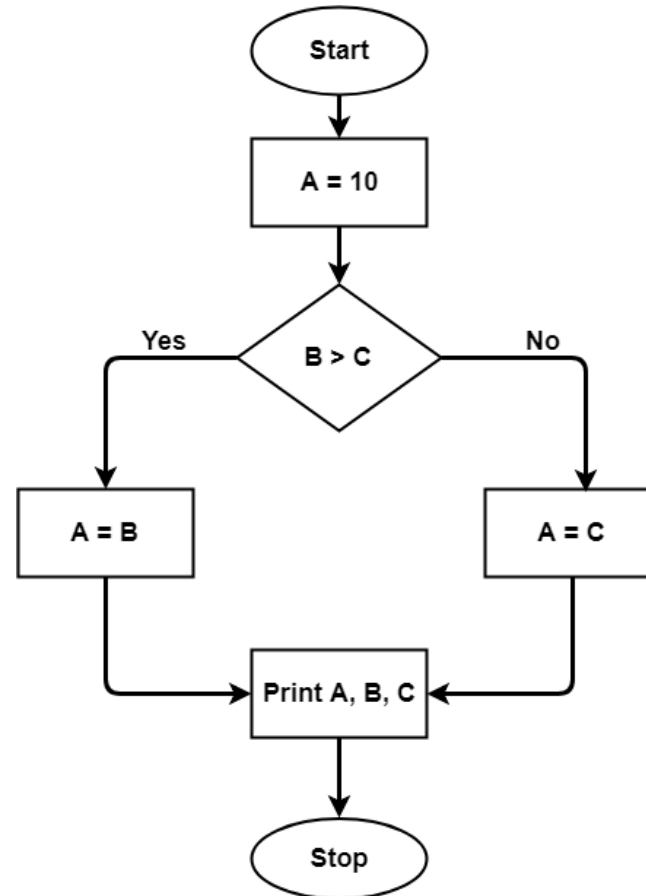 Start
A = 10
Yes
No
B > C
A = B
A = C
Print A, B, C
Stop